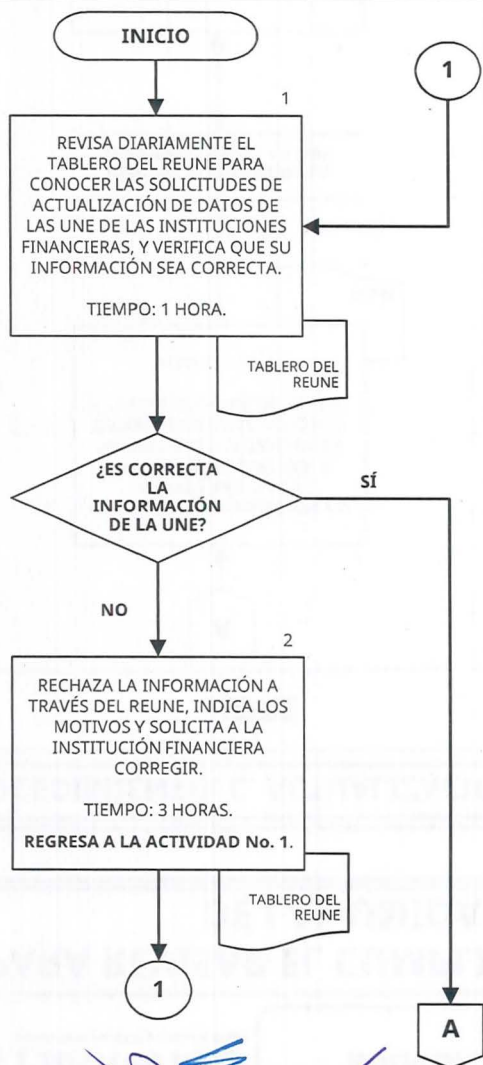 INICIO
1
1
REVISA DIARIAMENTE EL
TABLERO DEL REUNE PARA
CONOCER LAS SOLICITUDES DE
ACTUALIZACIÓN DE DATOS DE
LAS UNE DE LAS INSTITUCIONES
FINANCIERAS, Y VERIFICA QUE SU
INFORMACIÓN SEA CORRECTA.
TIEMPO: 1 HORA.
TABLERO DEL
REUNE
¿ES CORRECTA
LA
INFORMACIÓN
DE LA UNE?
SÍ
NO
2
RECHAZA LA INFORMACIÓN A
TRAVÉS DEL REUNE, INDICA LOS
MOTIVOS Y SOLICITA A LA
INSTITUCIÓN FINANCIERA
CORREGIR.
TIEMPO: 3 HORAS.
REGRESA A LA ACTIVIDAD No. 1.
TABLERO DEL
REUNE
1
A